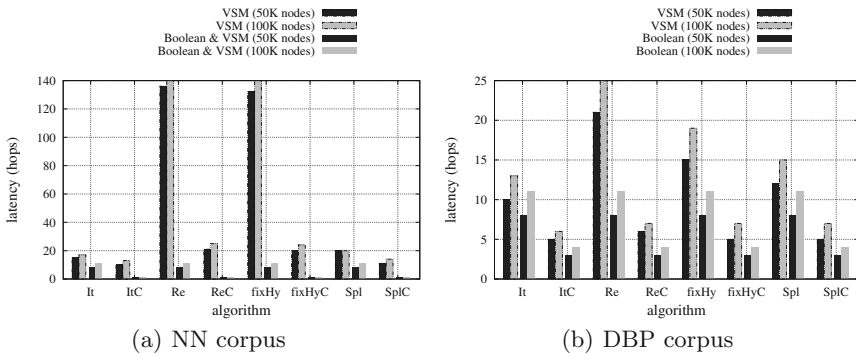 VSM (50K nodes)
VSM (100K nodes)
Boolean & VSM (50K nodes)
Boolean & VSM (100K nodes)
140
120
100
80
60
40
20
0
latency (hops)
It ItC Re ReC fixHy fixHyC Spl SplC
algorithm
(a) NN corpus
VSM (50K nodes)
VSM (100K nodes)
Boolean (50K nodes)
Boolean (100K nodes)
25
20
15
10
5
0
latency (hops)
It ItC Re ReC fixHy fixHyC Spl SplC
algorithm
(b) DBP corpus